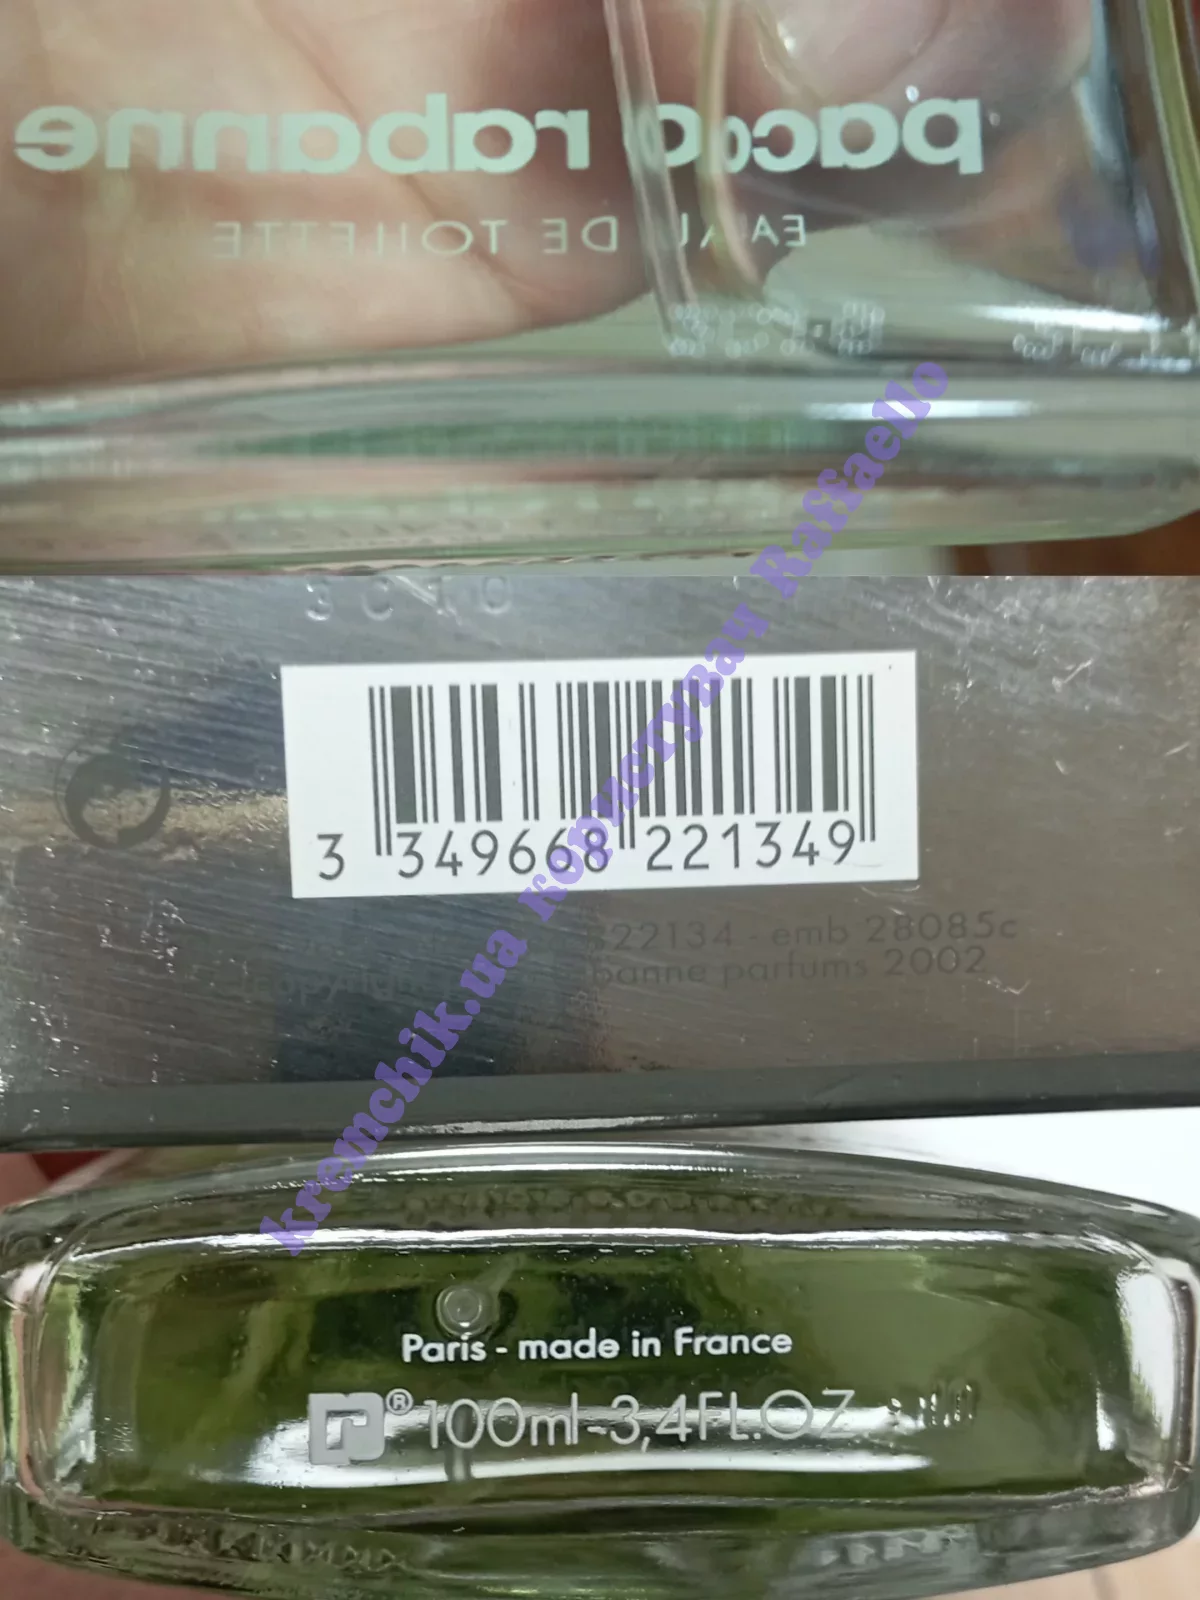 paco rabanne
EAU DE TOILETTE
3 349668 221349
822134 - emb 28085c
banne parfums 2002
kremchik.ua користувач Raffaello
Paris - made in France
r® 100ml-3,4FL.OZ.